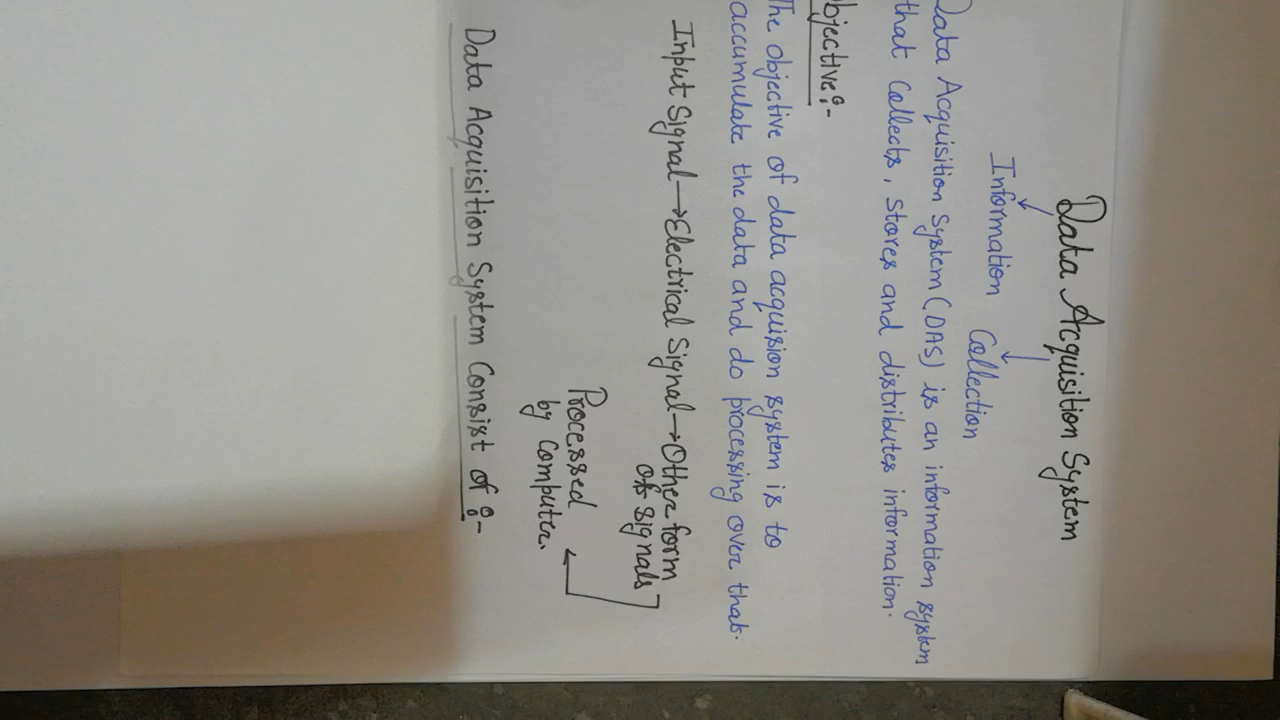 Data Acquisition System
Information Collection
Data Acquisition System (DAS) is an information system
that Collects, Stores and distributes information.
bjective:-
The objective of data acquision system is to
accumulate the data and do processing over that.
Input Signal→Electrical Signal→Other form
of signals
Processed
by Computer.
Data Acquisition System Consist of :-